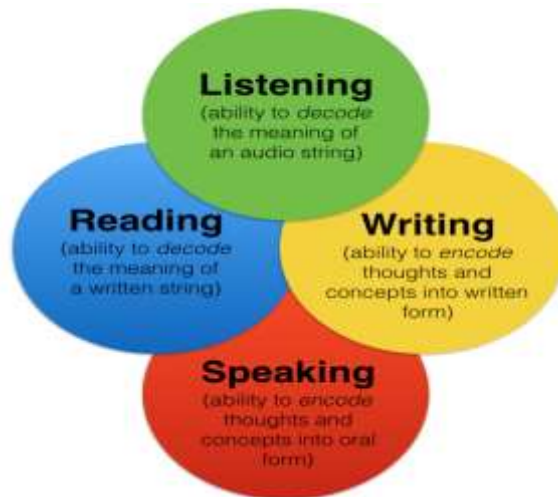 Listening
(ability to decode
the meaning of
an audio string)
Reading
(ability to decode
the meaning of
a written string)
Writing
(ability to encode
thoughts and
concepts into written
form)
Speaking
(ability to encode
thoughts and
concepts into oral
form)